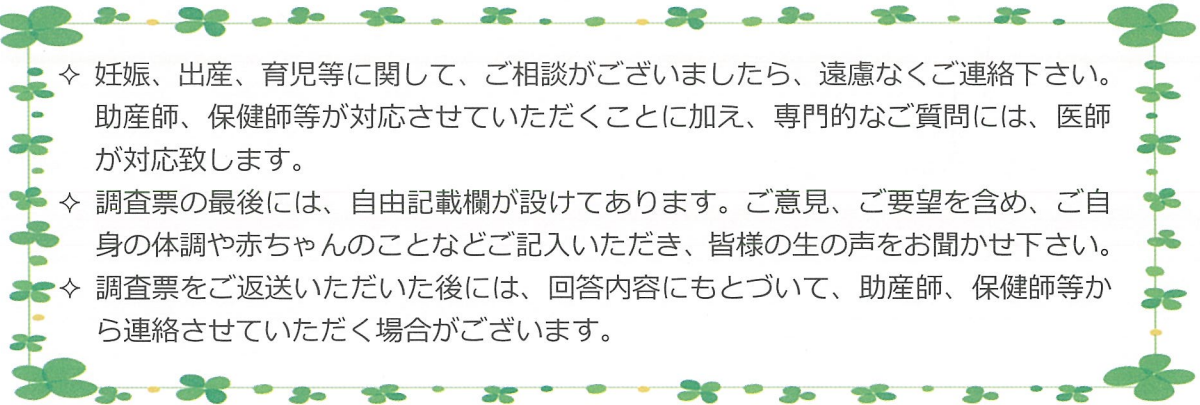 ✧ 妊娠、出産、育児等に関して、ご相談がございましたら、遠慮なくご連絡下さい。
助産師、保健師等が対応させていただくことに加え、専門的なご質問には、医師
が対応致します。
✧ 調査票の最後には、自由記載欄が設けてあります。ご意見、ご要望を含め、ご自
身の体調や赤ちゃんのことなどご記入いただき、皆様の生の声をお聞かせ下さい。
✧ 調査票をご返送いただいた後には、回答内容にもとづいて、助産師、保健師等か
ら連絡させていただく場合がございます。